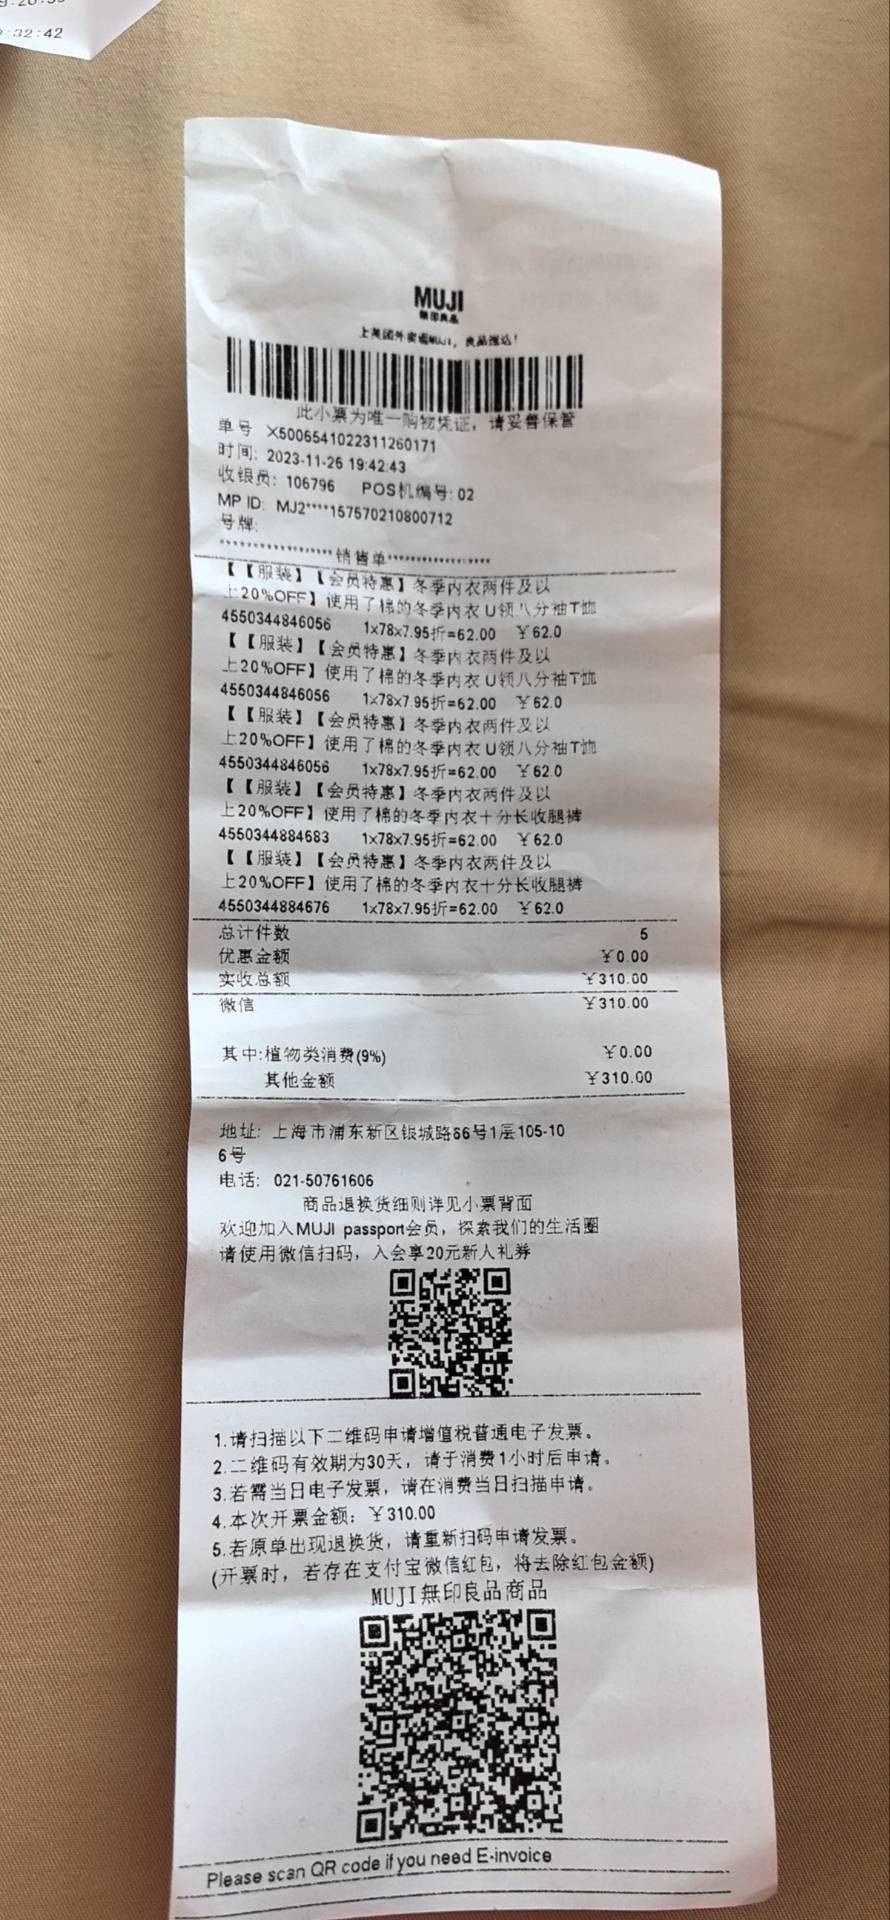 :32:42
MUJI
無印良品
上美团外卖逛MUJI，良品速达！
此小票为唯一购物凭证，请妥善保管
单号 X5006541022311260171
时间: 2023-11-26 19:42:43
收银员: 106796 POS机编号: 02
MP ID: MJ2****157570210800712
号牌:
******************销售单*****************
【【服装】【会员特惠】冬季内衣两件及以
上20%OFF】使用了棉的冬季内衣U领八分袖T恤
4550344846056 1x78x7.95折=62.00 ￥62.0
【【服装】【会员特惠】冬季内衣两件及以
上20%OFF】使用了棉的冬季内衣U领八分袖T恤
4550344846056 1x78x7.95折=62.00 ￥62.0
【【服装】【会员特惠】冬季内衣两件及以
上20%OFF】使用了棉的冬季内衣U领八分袖T恤
4550344846056 1x78x7.95折=62.00 ￥62.0
【【服装】【会员特惠】冬季内衣两件及以
上20%OFF】使用了棉的冬季内衣十分长收腿裤
4550344884683 1x78x7.95折=62.00 ￥62.0
【【服装】【会员特惠】冬季内衣两件及以
上20%OFF】使用了棉的冬季内衣十分长收腿裤
4550344884676 1x78x7.95折=62.00 ￥62.0
总计件数 5
优惠金额 ￥0.00
实收总额 ￥310.00
微信 ￥310.00
其中:植物类消费(9%) ￥0.00
其他金额 ￥310.00
地址: 上海市浦东新区银城路66号1层105-10
6号
电话: 021-50761606
商品退换货细则详见小票背面
欢迎加入MUJI passport会员，探索我们的生活圈
请使用微信扫码，入会享20元新人礼券
1.请扫描以下二维码申请增值税普通电子发票。
2.二维码有效期为30天，请于消费1小时后申请。
3.若需当日电子发票，请在消费当日扫描申请。
4.本次开票金额：￥310.00
5.若原单出现退换货，请重新扫码申请发票。
(开票时，若存在支付宝微信红包，将去除红包金额)
MUJI無印良品商品
Please scan QR code if you need E-invoice